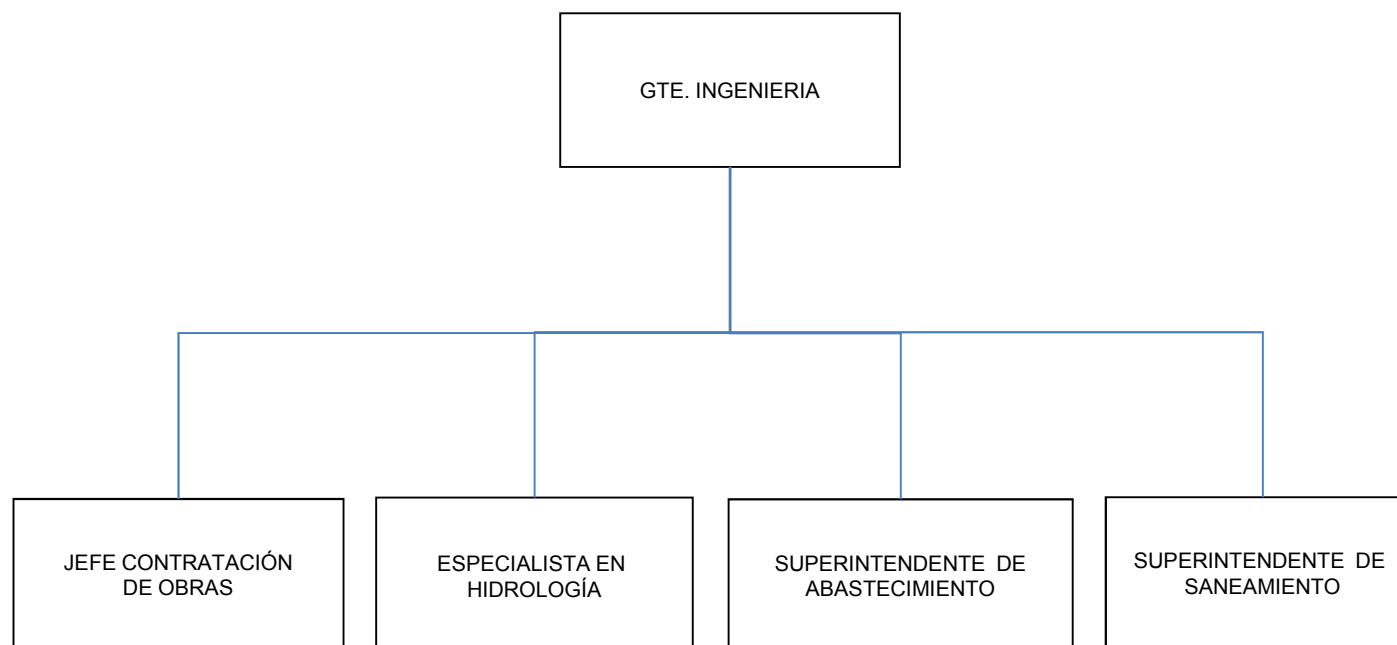 GTE. INGENIERIA
JEFE CONTRATACIÓN
DE OBRAS
ESPECIALISTA EN
HIDROLOGÍA
SUPERINTENDENTE DE
ABASTECIMIENTO
SUPERINTENDENTE DE
SANEAMIENTO